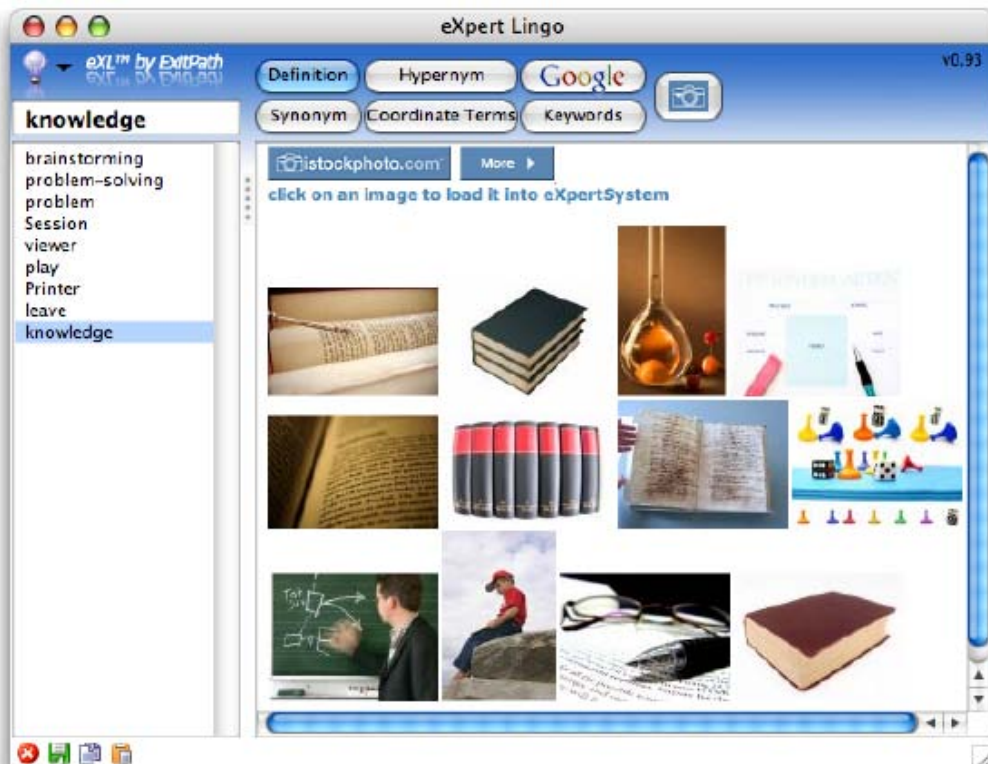 eXpert Lingo
eXL™ by ExitPath
v0.93
Definition
Hypernym
Google
Synonym
Coordinate Terms
Keywords
knowledge
brainstorming
problem-solving
problem
Session
viewer
play
Printer
leave
knowledge
istockphoto.com
More
click on an image to load it into eXpertSystem